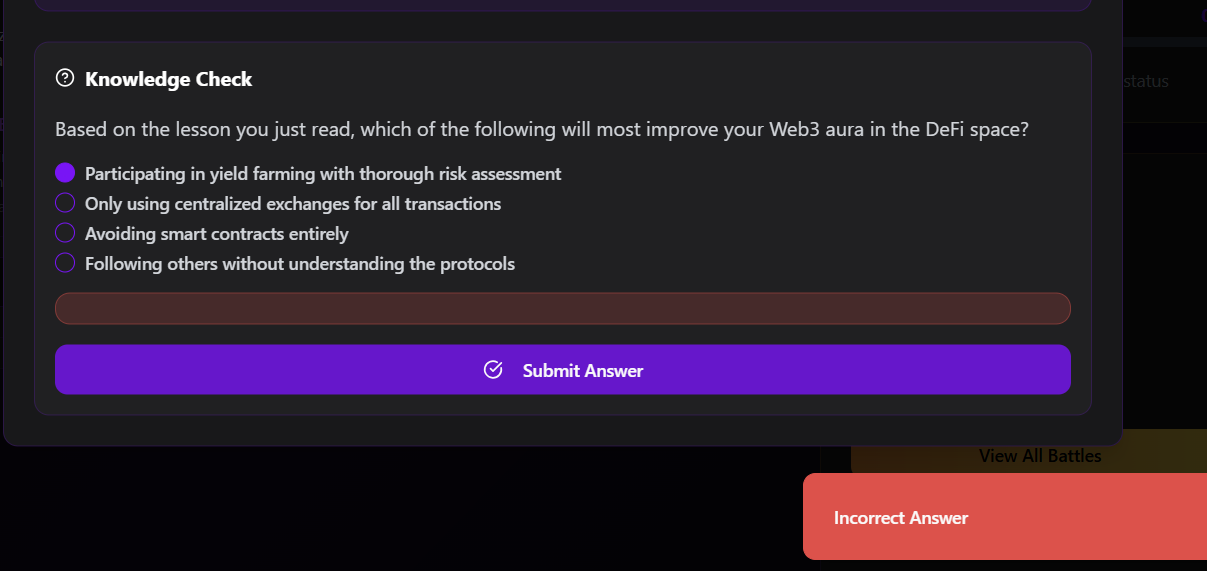 Knowledge Check
Based on the lesson you just read, which of the following will most improve your Web3 aura in the DeFi space?
Participating in yield farming with thorough risk assessment
Only using centralized exchanges for all transactions
Avoiding smart contracts entirely
Following others without understanding the protocols
Submit Answer
status
View All Battles
Incorrect Answer